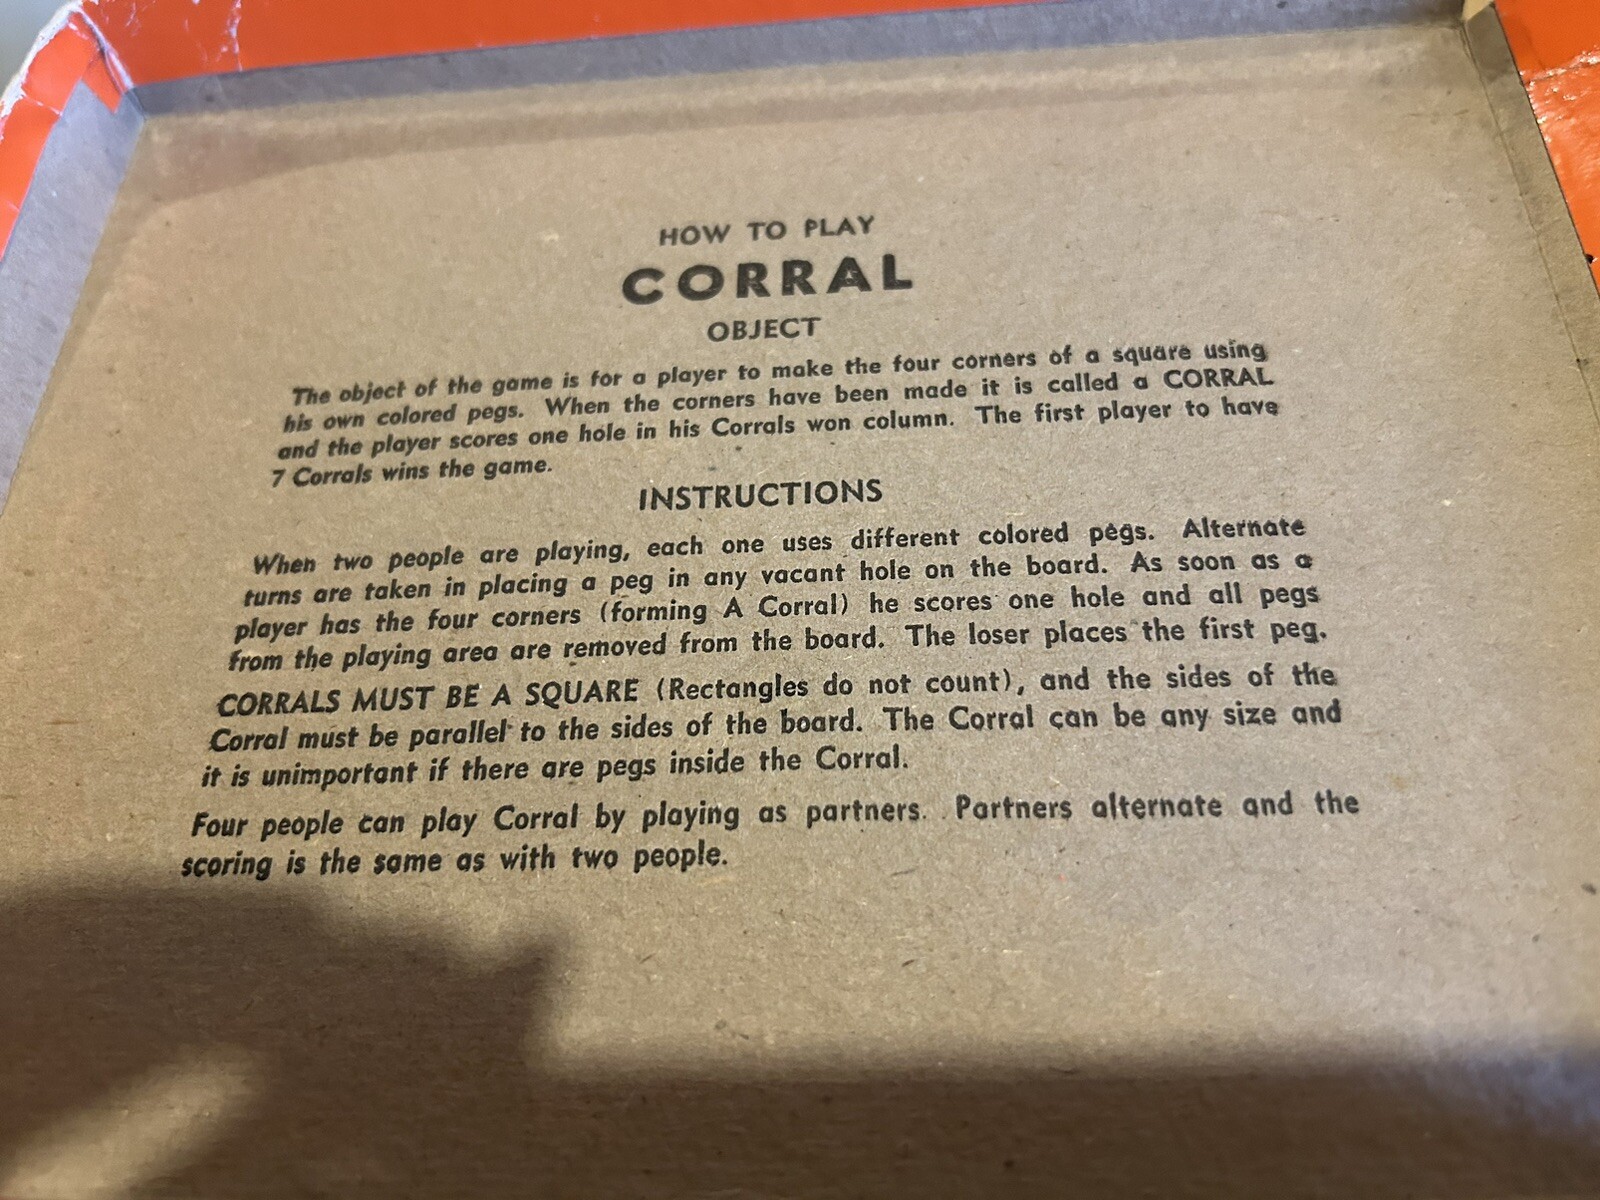 HOW TO PLAY
CORRAL
OBJECT
The object of the game is for a player to make the four corners of a square using
his own colored pegs. When the corners have been made it is called a CORRAL
and the player scores one hole in his Corrals won column. The first player to have
7 Corrals wins the game.
INSTRUCTIONS
When two people are playing, each one uses different colored pegs. Alternate
turns are taken in placing a peg in any vacant hole on the board. As soon as a
player has the four corners (forming A Corral) he scores one hole and all pegs
from the playing area are removed from the board. The loser places the first peg.
CORRALS MUST BE A SQUARE (Rectangles do not count), and the sides of the
Corral must be parallel to the sides of the board. The Corral can be any size and
it is unimportant if there are pegs inside the Corral.
Four people can play Corral by playing as partners. Partners alternate and the
scoring is the same as with two people.